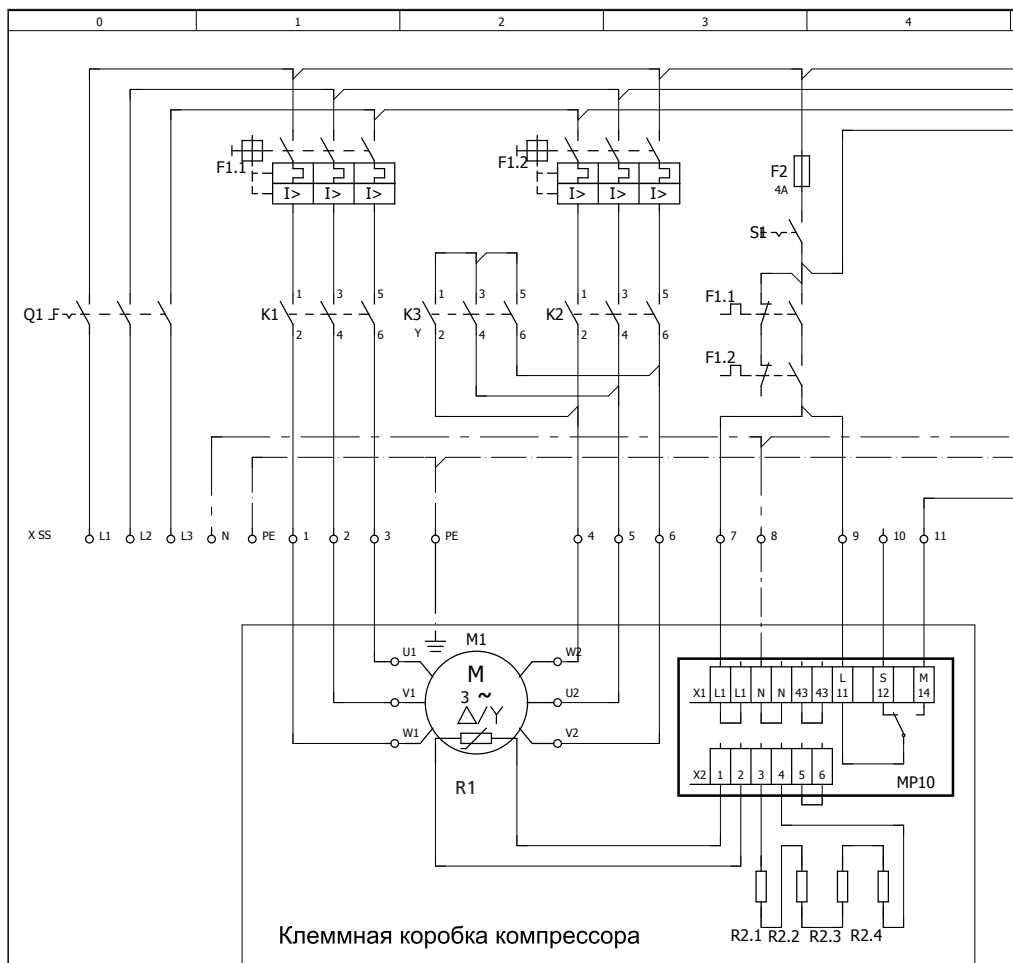 0 1 2 3 4
F1.1 F1.2 F2
4A
I> I> I> I> I> I>
S1
1 3 5 1 3 5 1 3 5 F1.1
Q1 K1 K3 K2
Y
2 4 6 2 4 6 2 4 6
F1.2
X SS L1 L2 L3 N PE 1 2 3 PE 4 5 6 7 8 9 10 11
M1
U1 W2
M
3 ~
V1 △/Y U2
W1 V2
R1
L S M
X1 L1 L1 N N 43 43 11 12 14
X2 1 2 3 4 5 6
MP10
R2.1 R2.2 R2.3 R2.4
Клеммная коробка компрессора